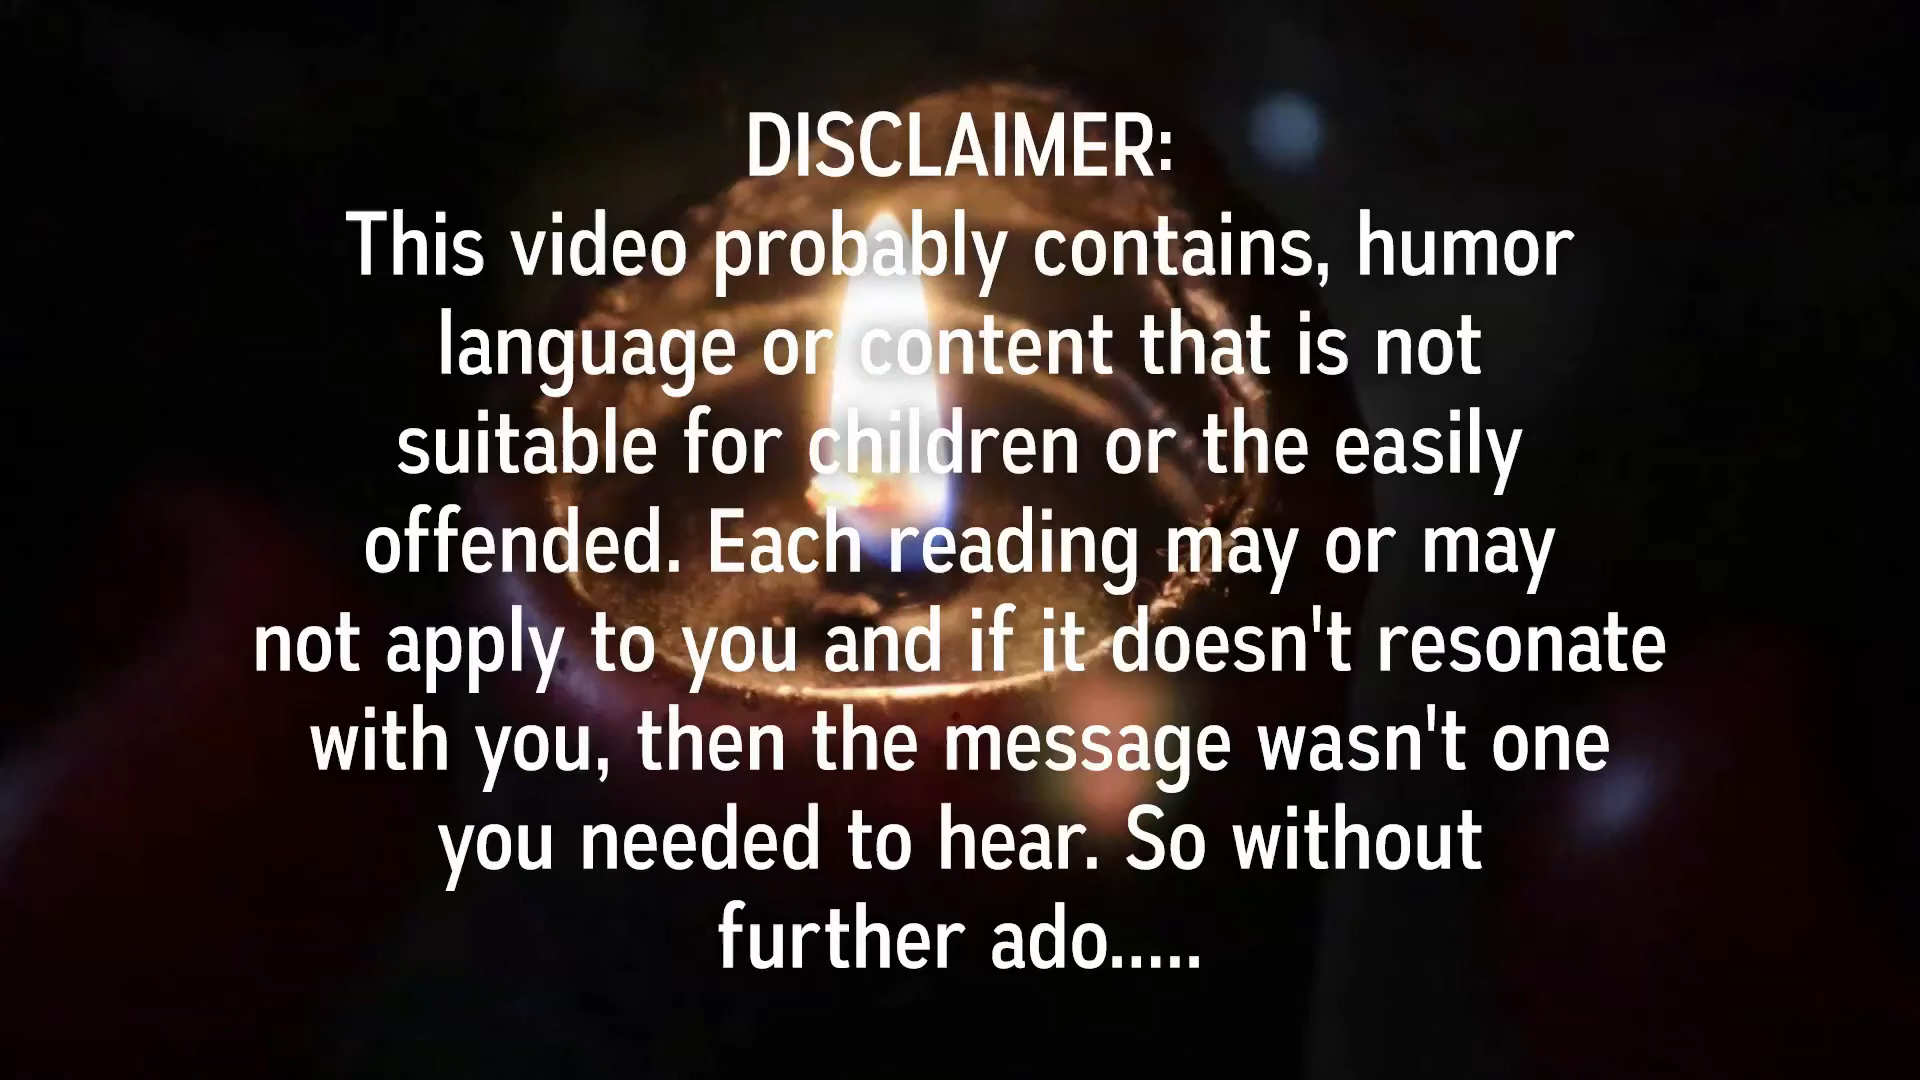 DISCLAIMER:
This video probably contains, humor
language or content that is not
suitable for children or the easily
offended. Each reading may or may
not apply to you and if it doesn't resonate
with you, then the message wasn't one
you needed to hear. So without
further ado.....